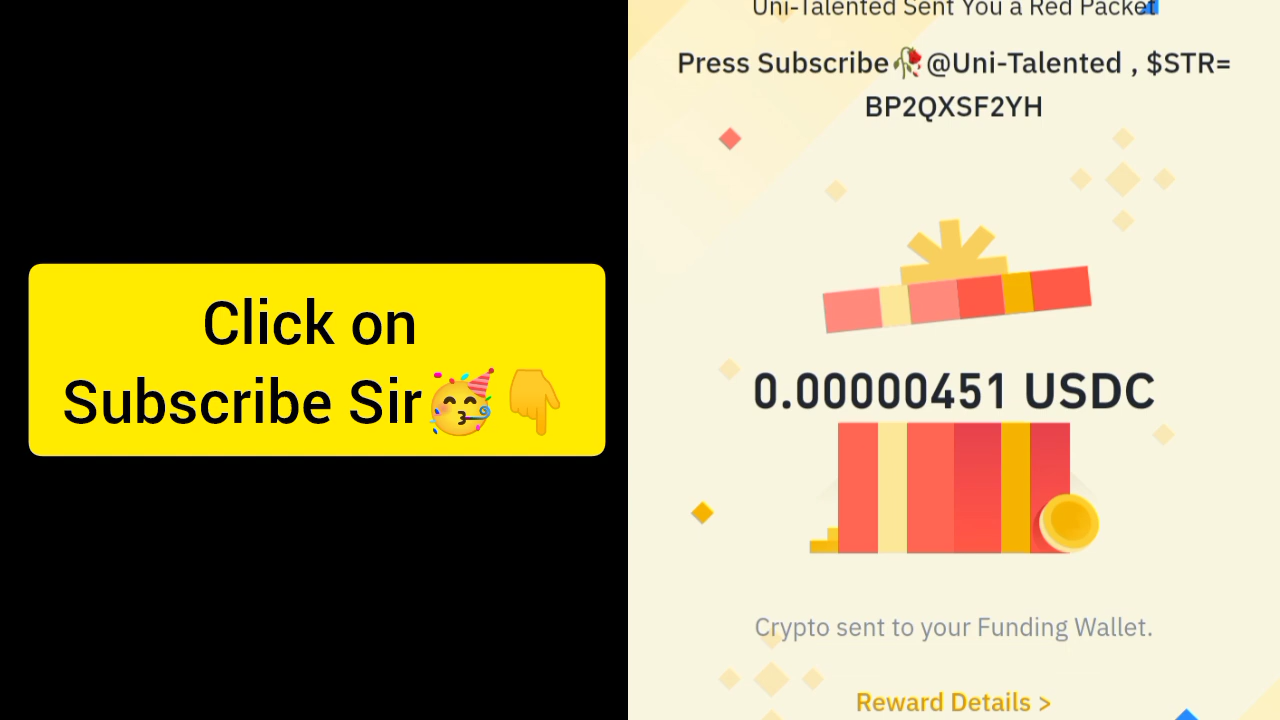 Click on
Subscribe Sir🥳👇
Uni-Talented Sent You a Red Packet
Press Subscribe🥀@Uni-Talented , $STR=
BP2QXSF2YH
0.00000451 USDC
Crypto sent to your Funding Wallet.
Reward Details >